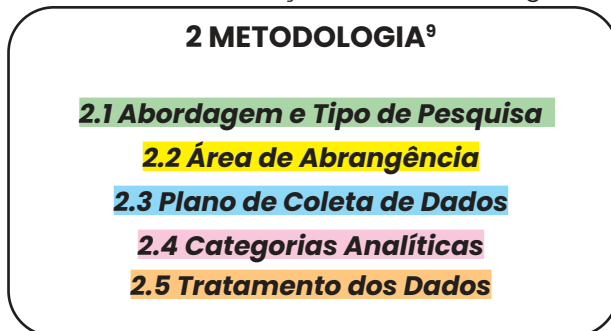 2 METODOLOGIA⁹
2.1 Abordagem e Tipo de Pesquisa
2.2 Área de Abrangência
2.3 Plano de Coleta de Dados
2.4 Categorias Analíticas
2.5 Tratamento dos Dados